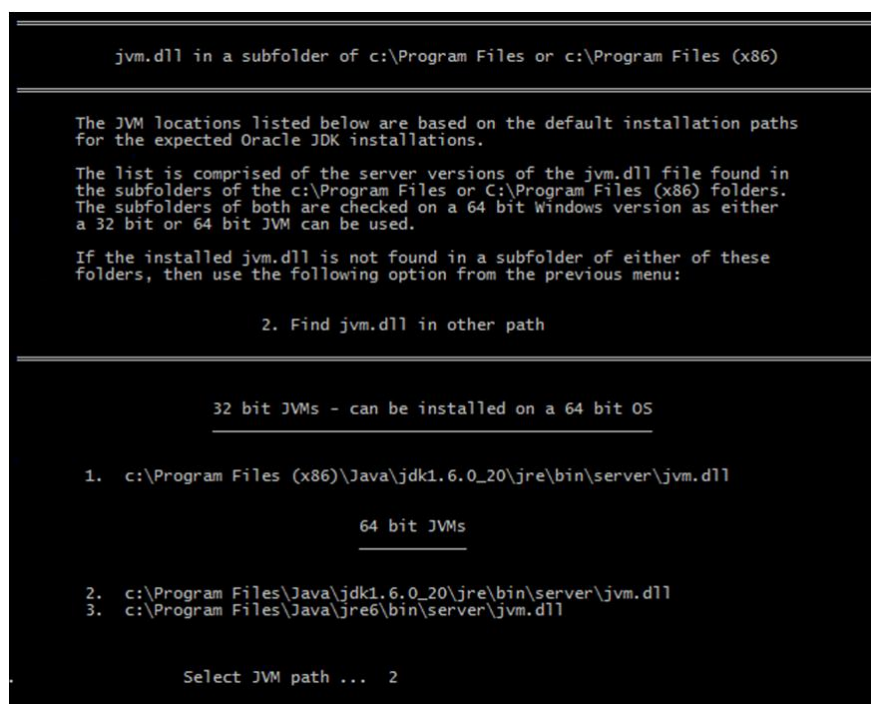 jvm.dll in a subfolder of c:\Program Files or c:\Program Files (x86)
The JVM locations listed below are based on the default installation paths
for the expected Oracle JDK installations.
The list is comprised of the server versions of the jvm.dll file found in
the subfolders of the c:\Program Files or C:\Program Files (x86) folders.
The subfolders of both are checked on a 64 bit Windows version as either
a 32 bit or 64 bit JVM can be used.
If the installed jvm.dll is not found in a subfolder of either of these
folders, then use the following option from the previous menu:
2. Find jvm.dll in other path
32 bit JVMs - can be installed on a 64 bit OS
1. c:\Program Files (x86)\Java\jdk1.6.0_20\jre\bin\server\jvm.dll
64 bit JVMs
2. c:\Program Files\Java\jdk1.6.0_20\jre\bin\server\jvm.dll
3. c:\Program Files\Java\jre6\bin\server\jvm.dll
. Select JVM path ... 2